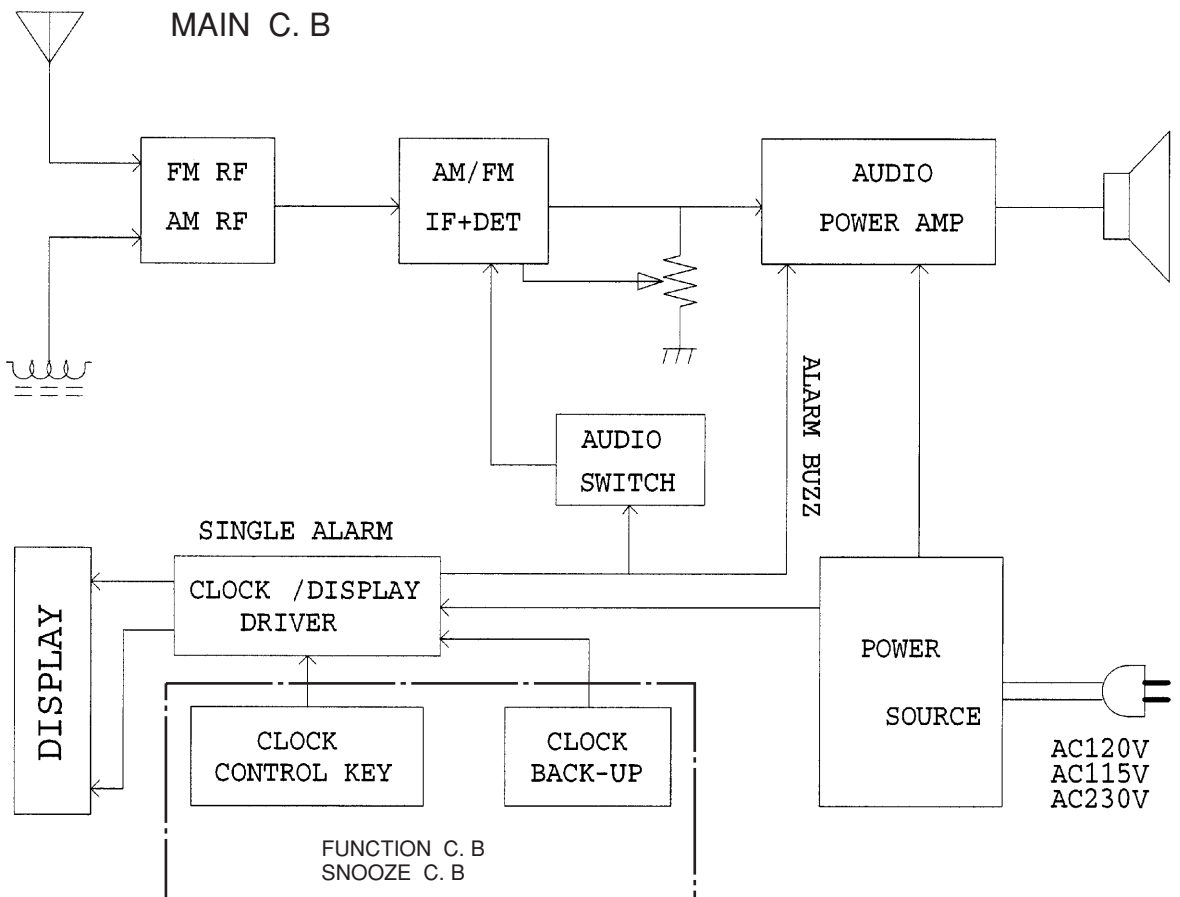 MAIN C. B
FM RF
AM RF
AM/FM
IF+DET
AUDIO
POWER AMP
ALARM BUZZ
AUDIO
SWITCH
SINGLE ALARM
CLOCK /DISPLAY
DRIVER
DISPLAY
POWER
SOURCE
CLOCK
CONTROL KEY
CLOCK
BACK-UP
AC120V
AC115V
AC230V
FUNCTION C. B
SNOOZE C. B